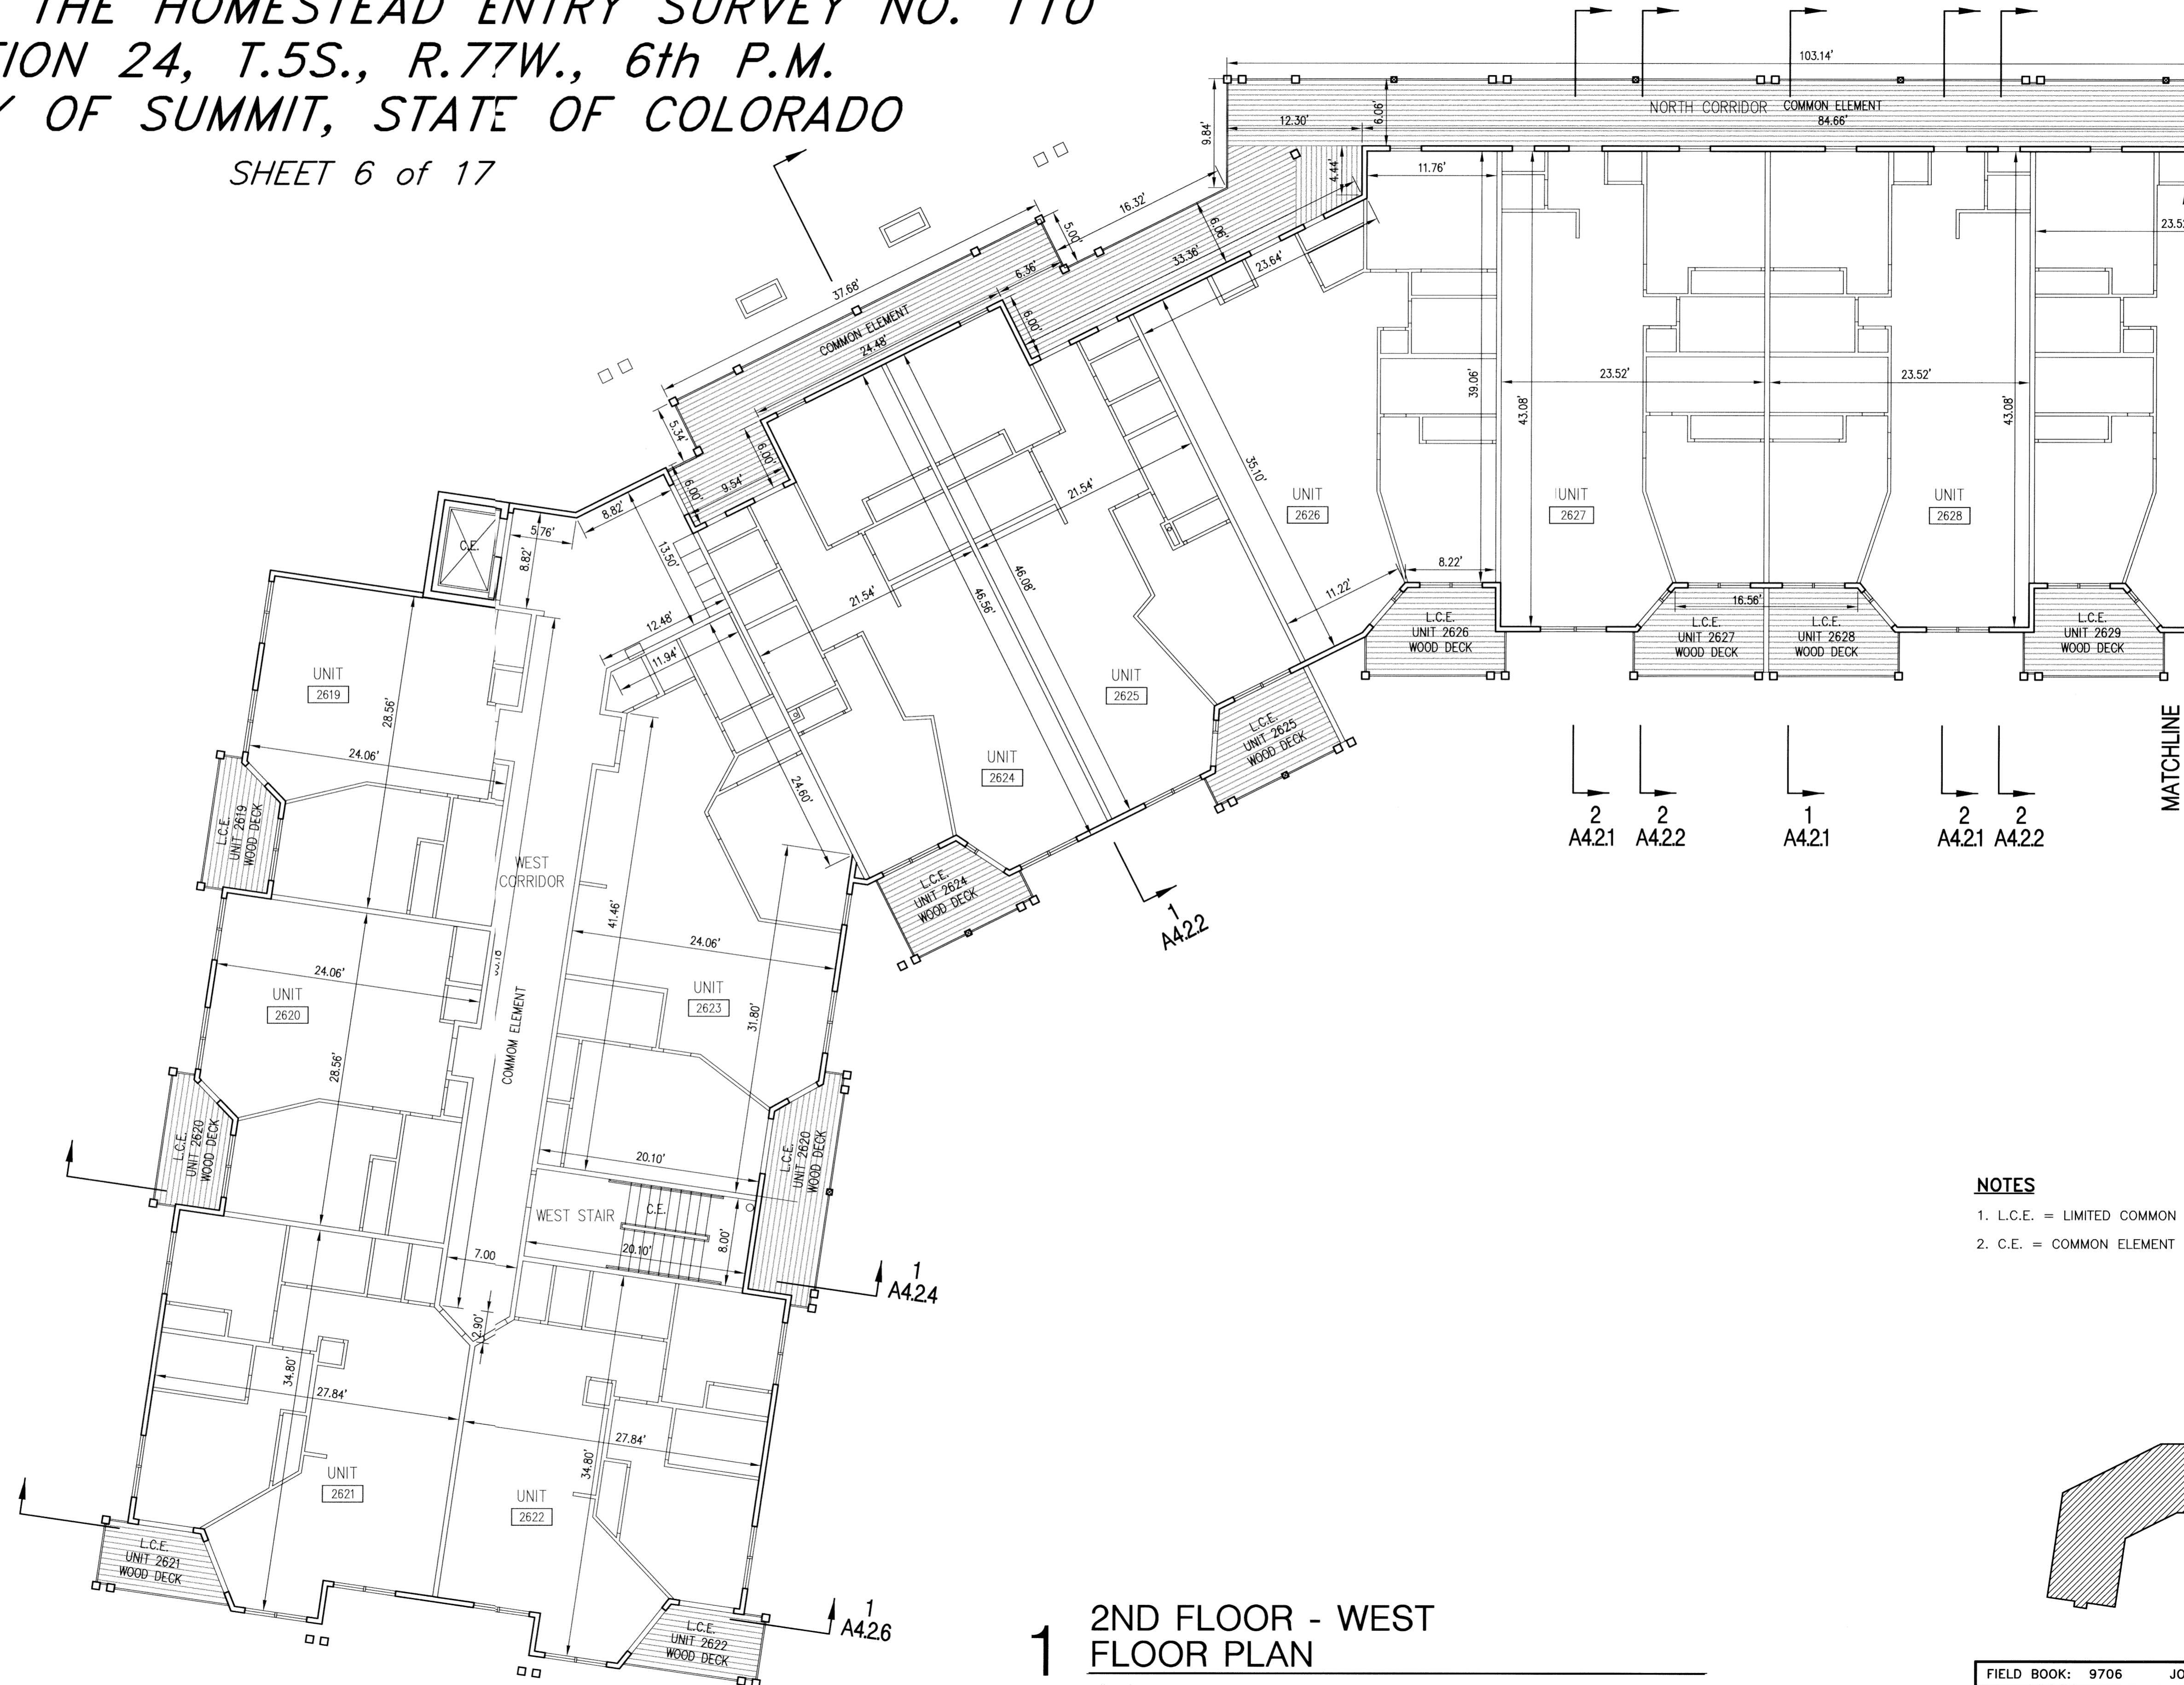 THE HOMESTEAD ENTRY SURVEY NO. 110
TION 24, T.5S., R.77W., 6th P.M.
Y OF SUMMIT, STATE OF COLORADO
SHEET 6 of 17
103.14'
NORTH CORRIDOR COMMON ELEMENT
84.66'
12.30'
6.06'
9.84'
4.44'
11.76'
16.32'
5.00'
6.06'
33.36'
23.64'
6.36'
37.68'
COMMON ELEMENT
24.48'
6.00'
5.34'
6.00'
6.00'
9.54'
8.82'
5.76'
8.82'
C.E.
13.50'
12.48'
11.94'
21.54'
21.54'
46.56'
46.08'
35.10'
39.06'
43.08'
23.52'
23.52'
43.08'
23.5
UNIT
2626
UNIT
2627
UNIT
2628
8.22'
11.22'
16.56'
L.C.E.
UNIT 2626
WOOD DECK
L.C.E.
UNIT 2627
WOOD DECK
L.C.E.
UNIT 2628
WOOD DECK
L.C.E.
UNIT 2629
WOOD DECK
UNIT
2619
28.56'
24.06'
L.C.E.
UNIT 2619
WOOD DECK
UNIT
2625
L.C.E.
UNIT 2625
WOOD DECK
UNIT
2624
24.60'
L.C.E.
UNIT 2624
WOOD DECK
MATCHLINE
2
A4.2.1
2
A4.2.2
1
A4.2.1
2
A4.2.1
2
A4.2.2
1
A4.2.2
WEST
CORRIDOR
41.46'
24.06'
24.06'
UNIT
2620
UNIT
2623
31.80'
COMMOM ELEMENT
28.56'
L.C.E.
UNIT 2620
WOOD DECK
L.C.E.
UNIT 2620
WOOD DECK
20.10'
WEST STAIR
C.E.
20.10'
8.00'
7.00
2.90'
1
A4.2.4
34.80'
27.84'
27.84'
34.80'
UNIT
2621
UNIT
2622
L.C.E.
UNIT 2621
WOOD DECK
L.C.E.
UNIT 2622
WOOD DECK
1
A4.2.6
NOTES
1. L.C.E. = LIMITED COMMON
2. C.E. = COMMON ELEMENT
1
2ND FLOOR - WEST
FLOOR PLAN
FIELD BOOK: 9706 JO